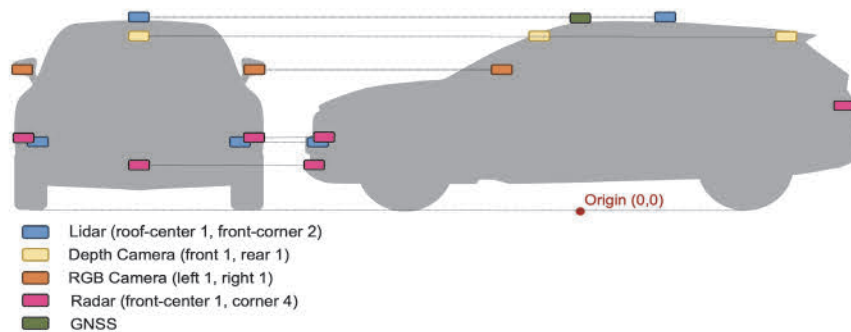 Origin (0,0)
Lidar (roof-center 1, front-corner 2)
Depth Camera (front 1, rear 1)
RGB Camera (left 1, right 1)
Radar (front-center 1, corner 4)
GNSS